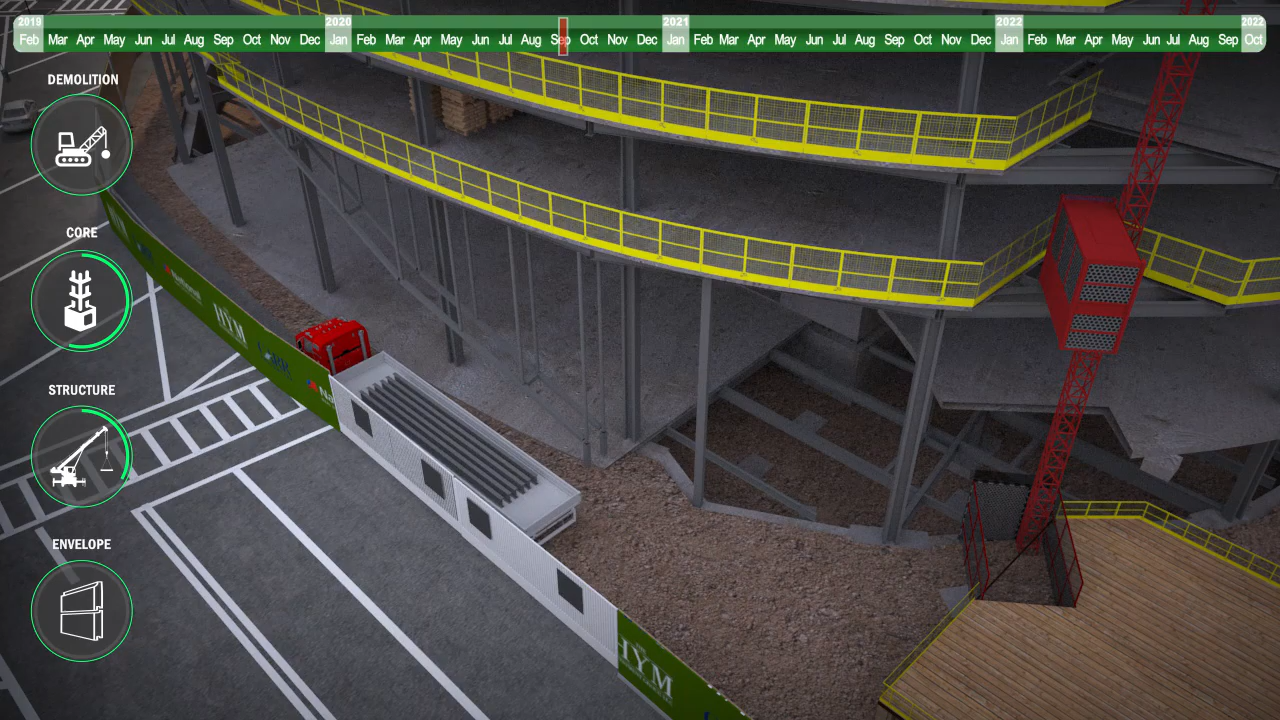 2019 2020 2021 2022 2022
Feb Mar Apr May Jun Jul Aug Sep Oct Nov Dec Jan Feb Mar Apr May Jun Jul Aug Sep Oct Nov Dec Jan Feb Mar Apr May Jun Jul Aug Sep Oct Nov Dec Jan Feb Mar Apr May Jun Jul Aug Sep Oct
DEMOLITION
CORE
STRUCTURE
ENVELOPE
HYM
HYM